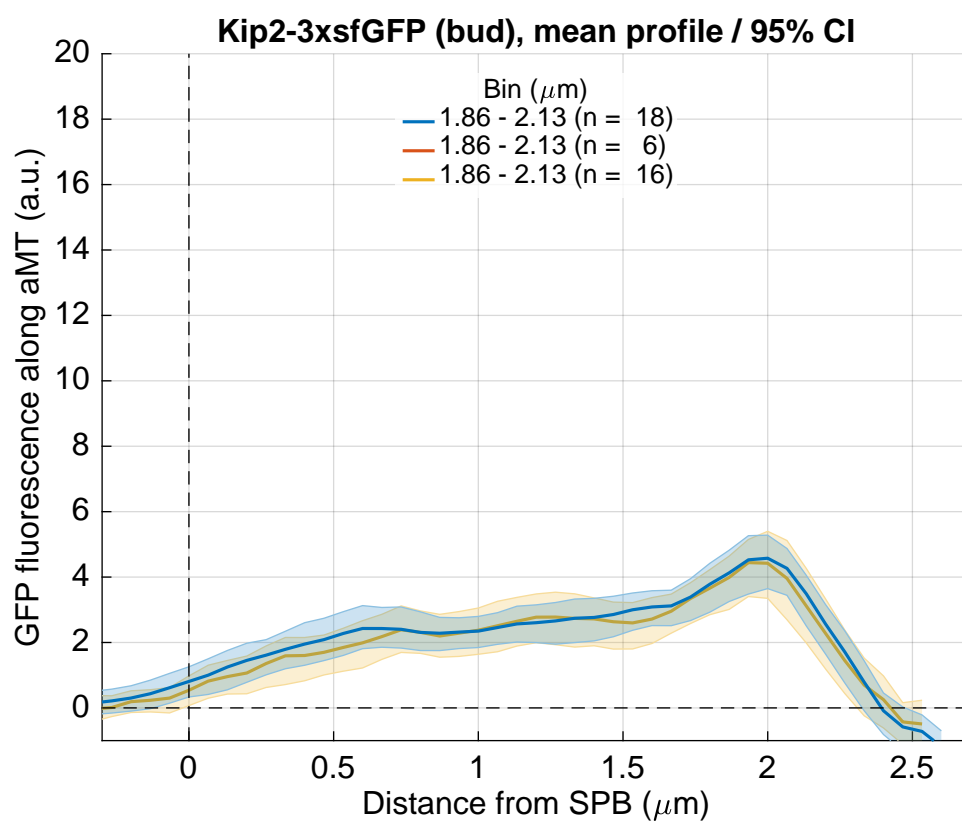 Kip2-3xsfGFP (bud), mean profile / 95% CI
GFP fluorescence along aMT (a.u.)
20
18
16
14
12
10
8
6
4
2
0
Bin (μm)
1.86 - 2.13 (n = 18)
1.86 - 2.13 (n = 6)
1.86 - 2.13 (n = 16)
0
0.5
1
1.5
2
2.5
Distance from SPB (μm)